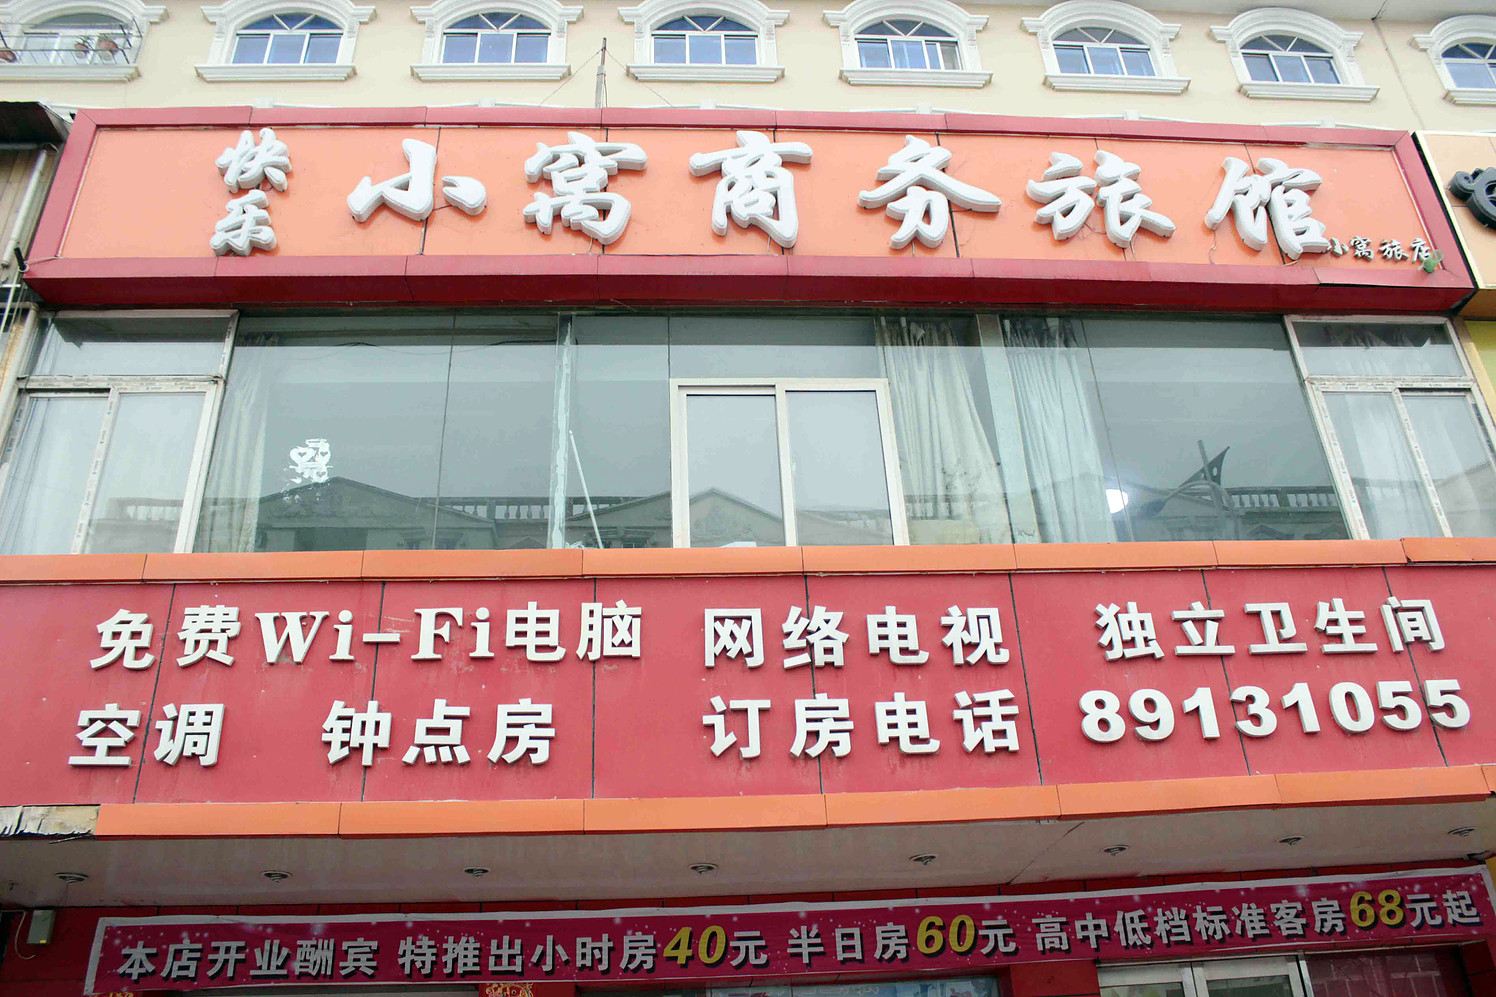 快乐
小窝商务旅馆
小窝旅店
免费Wi-Fi电脑 网络电视 独立卫生间
空调 钟点房 订房电话 89131055
本店开业酬宾 特推出小时房40元 半日房60元 高中低档标准客房68元起